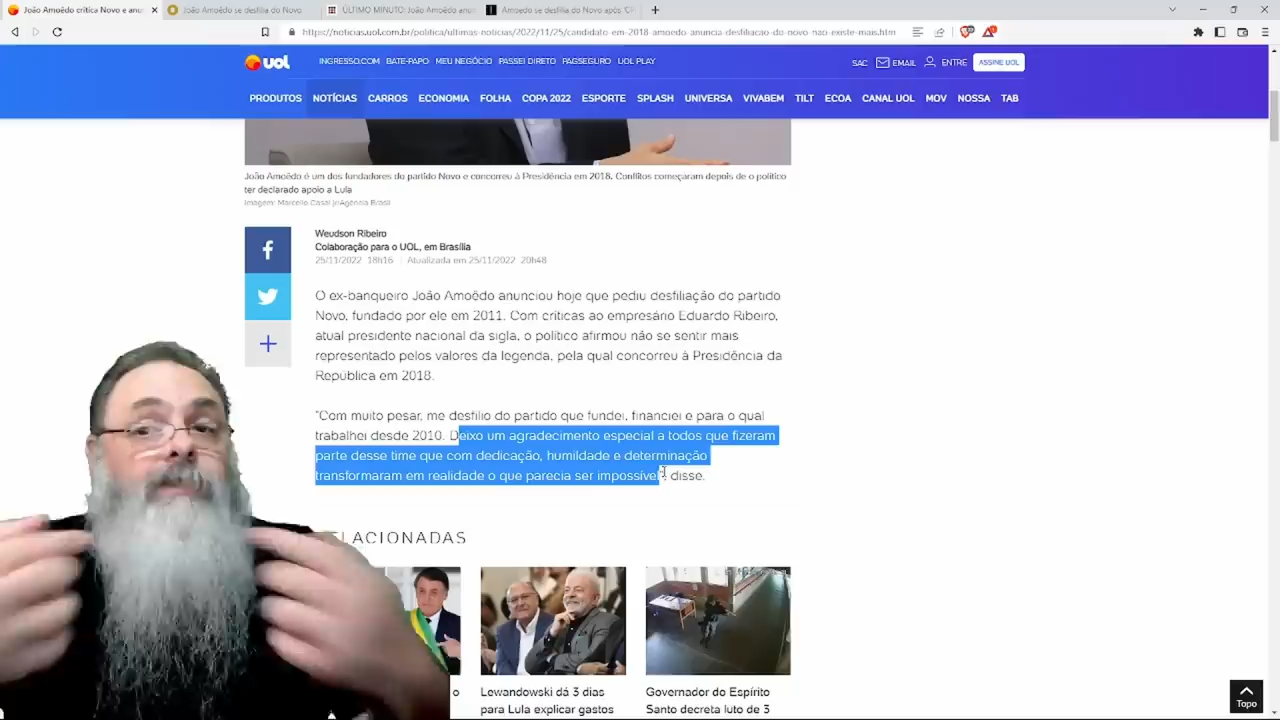 João Amoêdo critica Novo e anu
João Amoêdo se desfilia do Novo
ÚLTIMO MINUTO: João Amoêdo anun
Amoêdo se desfilia do Novo após
https://noticias.uol.com.br/politica/ultimas-noticias/2022/11/25/candidato-em-2018-amoedo-anuncia-desfiliacao-do-novo-nao-existe-mais.htm
UOL
INGRESSO.COM BATE-PAPO MEU NEGÓCIO PASSEI DIRETO PAGSEGURO UOL PLAY
SAC EMAIL ENTRE ASSINE UOL
PRODUTOS NOTÍCIAS CARROS ECONOMIA FOLHA COPA 2022 ESPORTE SPLASH UNIVERSA VIVABEM TILT ECOA CANAL UOL MOV NOSSA TAB
João Amoêdo é um dos fundadores do partido Novo e concorreu à Presidência em 2018. Conflitos começaram depois de o político
ter declarado apoio a Lula
Imagem: Marcello Casal jr/Agência Brasil
Weudson Ribeiro
Colaboração para o UOL, em Brasília
25/11/2022 18h16 Atualizada em 25/11/2022 20h48
O ex-banqueiro João Amoêdo anunciou hoje que pediu desfiliação do partido
Novo, fundado por ele em 2011. Com críticas ao empresário Eduardo Ribeiro,
atual presidente nacional da sigla, o político afirmou não se sentir mais
representado pelos valores da legenda, pela qual concorreu à Presidência da
República em 2018.
"Com muito pesar, me desfilio do partido que fundei, financiei e para o qual
trabalhei desde 2010. Deixo um agradecimento especial a todos que fizeram
parte desse time que com dedicação, humildade e determinação
transformaram em realidade o que parecia ser impossível", disse.
RELACIONADAS
o
Lewandowski dá 3 dias
para Lula explicar gastos
Governador do Espírito
Santo decreta luto de 3
Topo